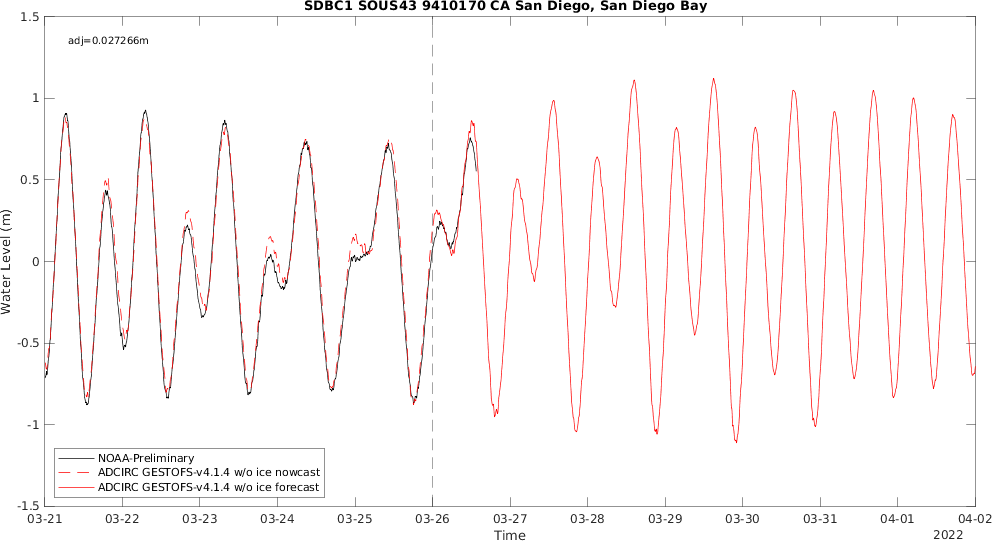 SDBC1 SOUS43 9410170 CA San Diego, San Diego Bay
adj=0.027266m
1.5
1
0.5
0
-0.5
-1
-1.5
Water Level (m)
NOAA-Preliminary
ADCIRC GESTOFS-v4.1.4 w/o ice nowcast
ADCIRC GESTOFS-v4.1.4 w/o ice forecast
03-21 03-22 03-23 03-24 03-25 03-26 03-27 03-28 03-29 03-30 03-31 04-01 04-02
Time
2022